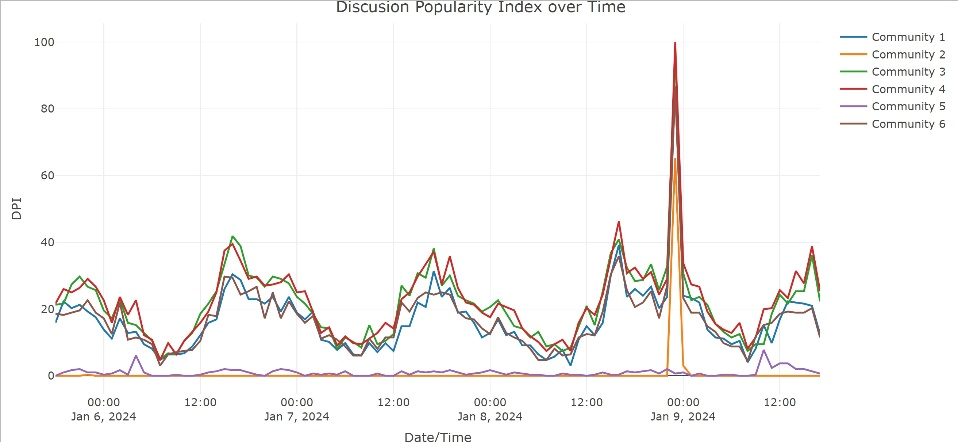 Discusion Popularity Index over Time
Community 1
Community 2
Community 3
Community 4
Community 5
Community 6
100
80
60
40
20
0
DPI
00:00 12:00 00:00 12:00 00:00 12:00 00:00 12:00
Jan 6, 2024 Jan 7, 2024 Jan 8, 2024 Jan 9, 2024
Date/Time